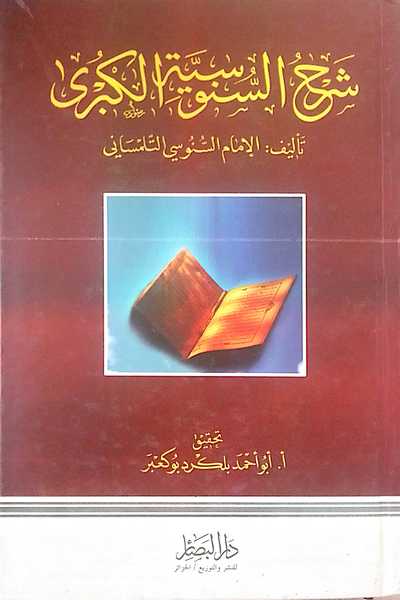 شرح السنوسية الكبرى
تأليف: الإمام السنوسي التلمساني
تحقيق
أ. أبو أحمد بلكرد بوكعبر
دار البصائر
للنشر والتوزيع / الجزائر